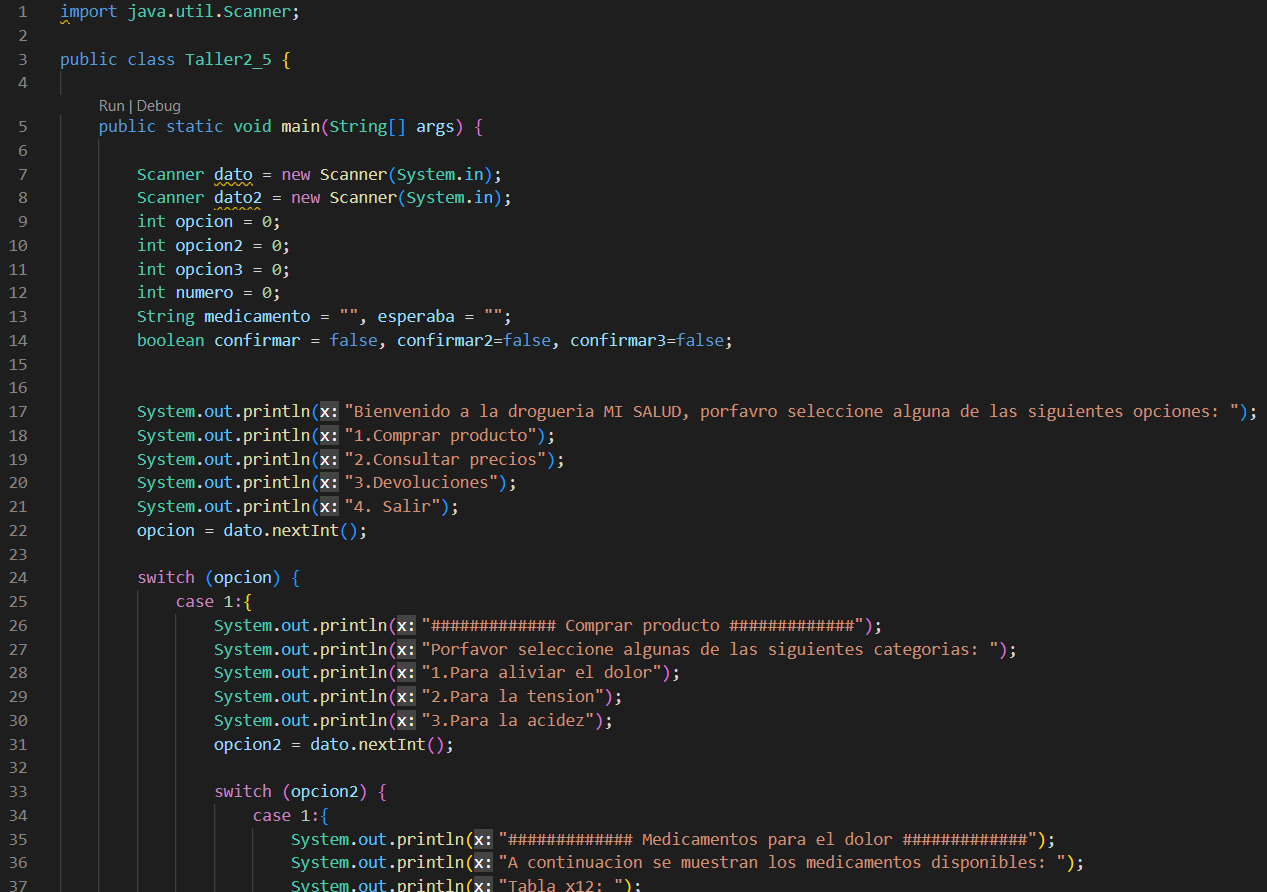 1 import java.util.Scanner;
2
3 public class Taller2_5 {
4
Run | Debug
5 public static void main(String[] args) {
6
7 Scanner dato = new Scanner(System.in);
8 Scanner dato2 = new Scanner(System.in);
9 int opcion = 0;
10 int opcion2 = 0;
11 int opcion3 = 0;
12 int numero = 0;
13 String medicamento = "", esperaba = "";
14 boolean confirmar = false, confirmar2=false, confirmar3=false;
15
16
17 System.out.println(x: "Bienvenido a la drogueria MI SALUD, porfavro seleccione alguna de las siguientes opciones: ");
18 System.out.println(x: "1.Comprar producto");
19 System.out.println(x: "2.Consultar precios");
20 System.out.println(x: "3.Devoluciones");
21 System.out.println(x: "4. Salir");
22 opcion = dato.nextInt();
23
24 switch (opcion) {
25 case 1:{
26 System.out.println(x: "############# Comprar producto #############");
27 System.out.println(x: "Porfavor seleccione algunas de las siguientes categorias: ");
28 System.out.println(x: "1.Para aliviar el dolor");
29 System.out.println(x: "2.Para la tension");
30 System.out.println(x: "3.Para la acidez");
31 opcion2 = dato.nextInt();
32
33 switch (opcion2) {
34 case 1:{
35 System.out.println(x: "############# Medicamentos para el dolor #############");
36 System.out.println(x: "A continuacion se muestran los medicamentos disponibles: ");
37 System.out.println(x: "Tabla x12: ");